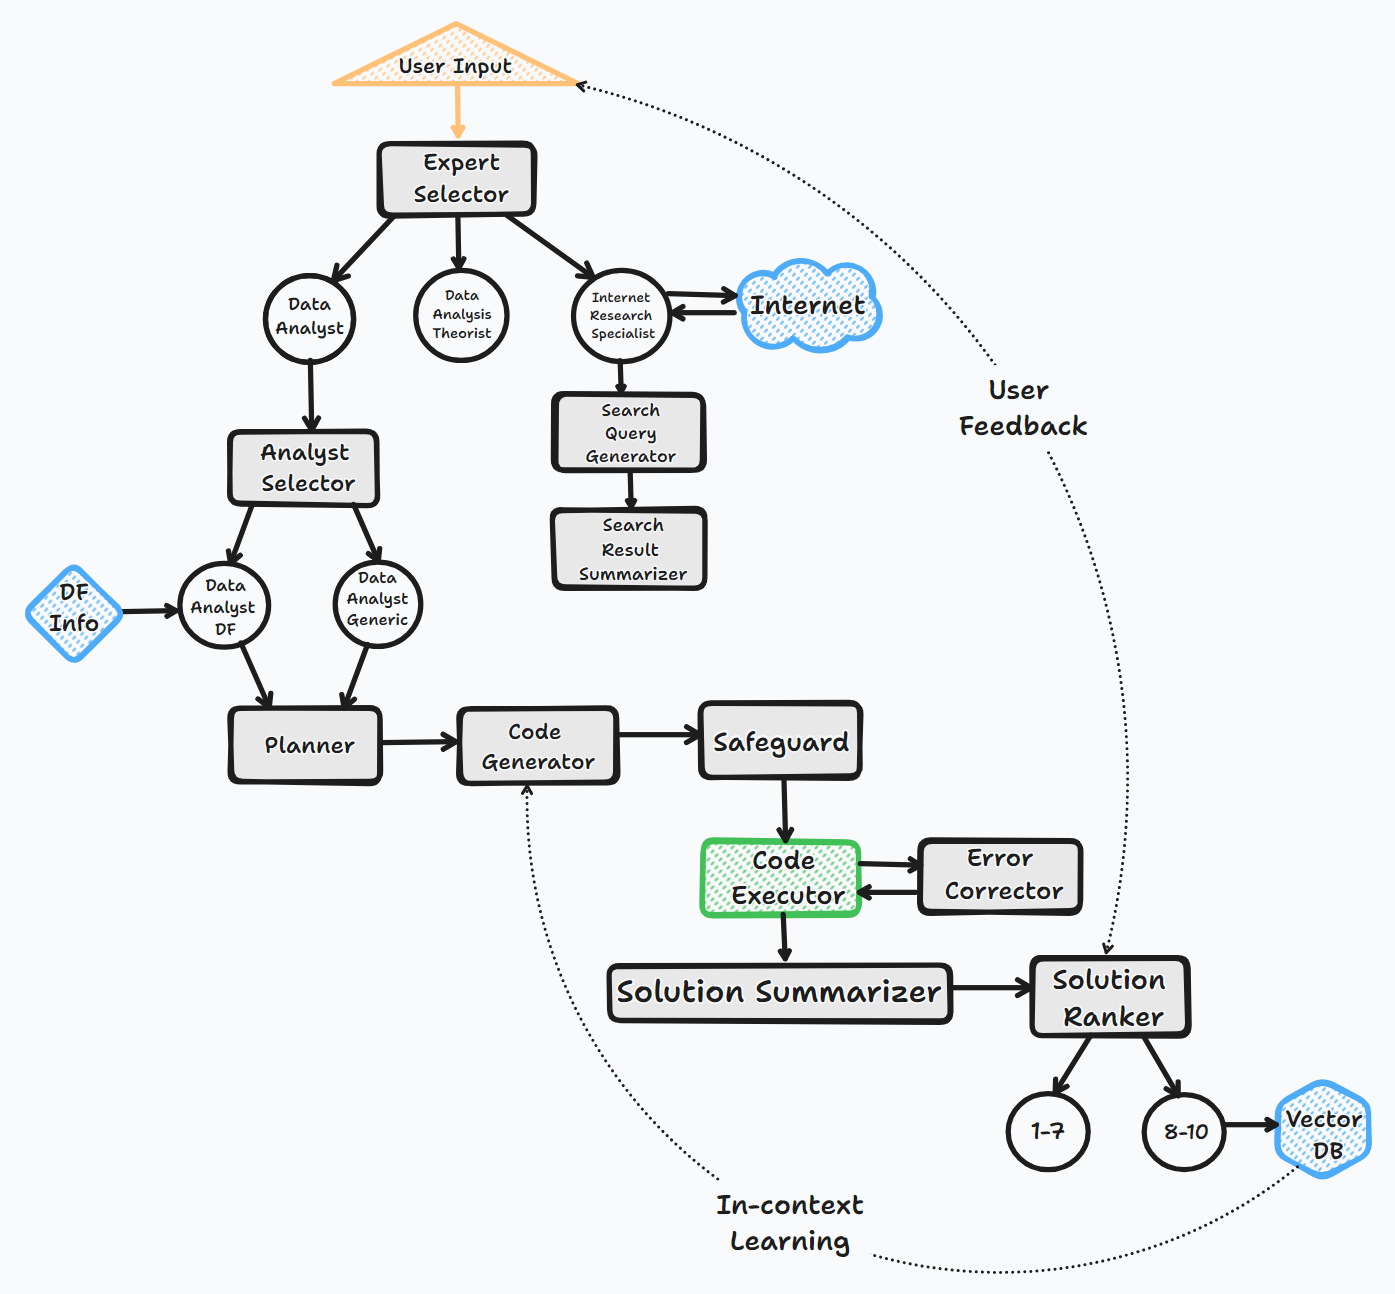 User Input
Expert
Selector
Data
Analyst
Data
Analysis
Theorist
Internet
Research
Specialist
Internet
User
Feedback
Search
Query
Generator
Analyst
Selector
Search
Result
Summarizer
DF
Info
Data
Analyst
DF
Data
Analyst
Generic
Planner
Code
Generator
Safeguard
Code
Executor
Error
Corrector
Solution Summarizer
Solution
Ranker
1-7
8-10
Vector
DB
In-context
Learning